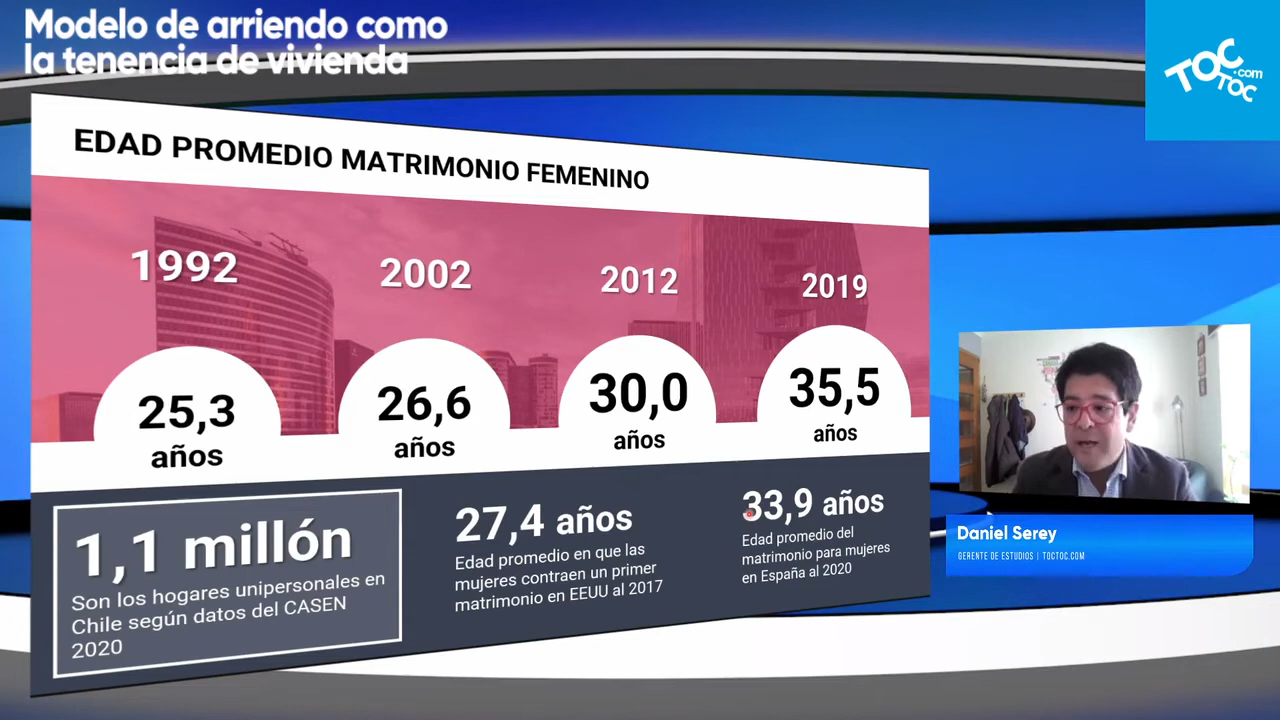 Modelo de arriendo como
la tenencia de vivienda
TOC
.com
TOC
EDAD PROMEDIO MATRIMONIO FEMENINO
1992
2002
2012
2019
25,3
años
26,6
años
30,0
años
35,5
años
1,1 millón
Son los hogares unipersonales en
Chile según datos del CASEN
2020
27,4 años
Edad promedio en que las
mujeres contraen un primer
matrimonio en EEUU al 2017
33,9 años
Edad promedio del
matrimonio para mujeres
en España al 2020
Daniel Serey
GERENTE DE ESTUDIOS | TOCTOC.COM